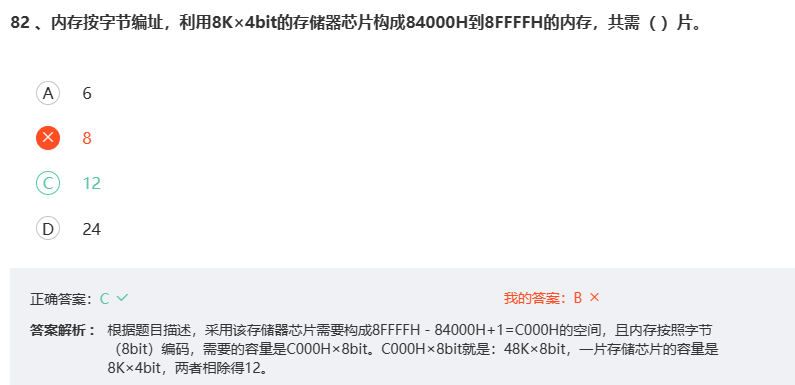 82 、内存按字节编址，利用8K×4bit的存储器芯片构成84000H到8FFFFH的内存，共需（ ）片。
A 6
8
C 12
D 24
正确答案：C
我的答案：B
答案解析： 根据题目描述，采用该存储器芯片需要构成8FFFFH - 84000H+1=C000H的空间，且内存按照字节
（8bit）编码，需要的容量是C000H×8bit。C000H×8bit就是：48K×8bit，一片存储芯片的容量是
8K×4bit，两者相除得12。